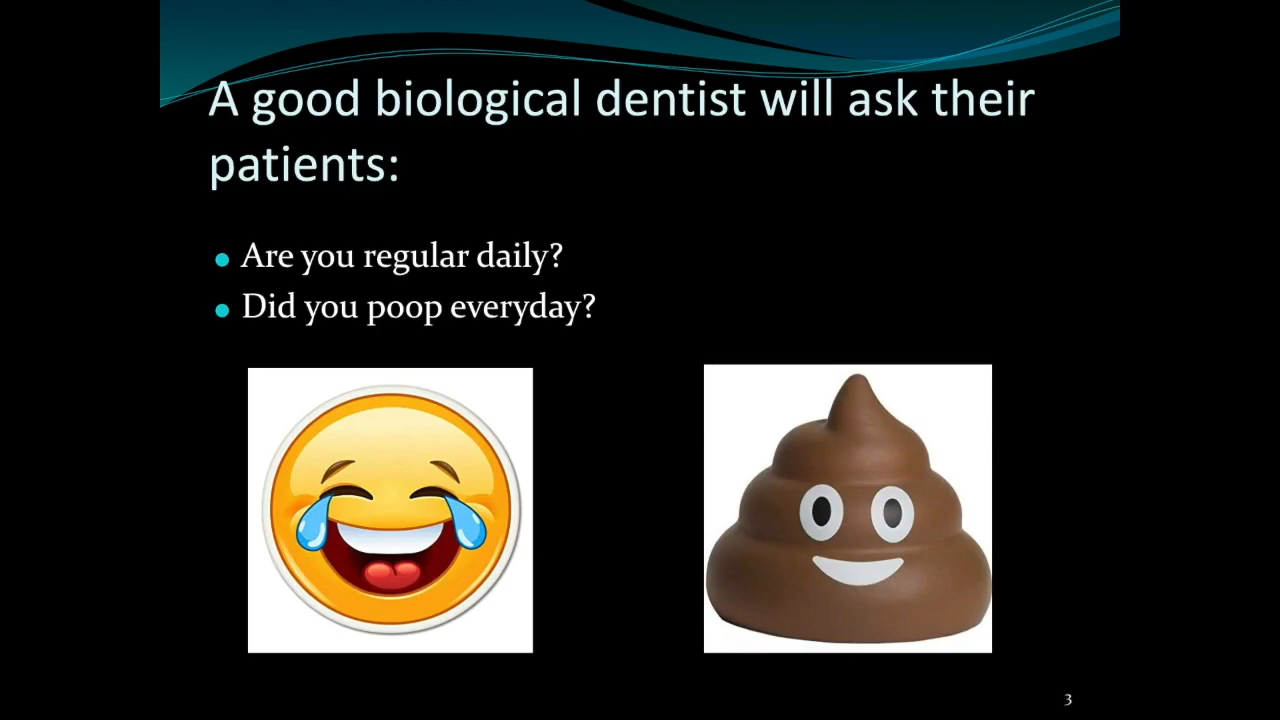 A good biological dentist will ask their
patients:
Are you regular daily?
Did you poop everyday?
3